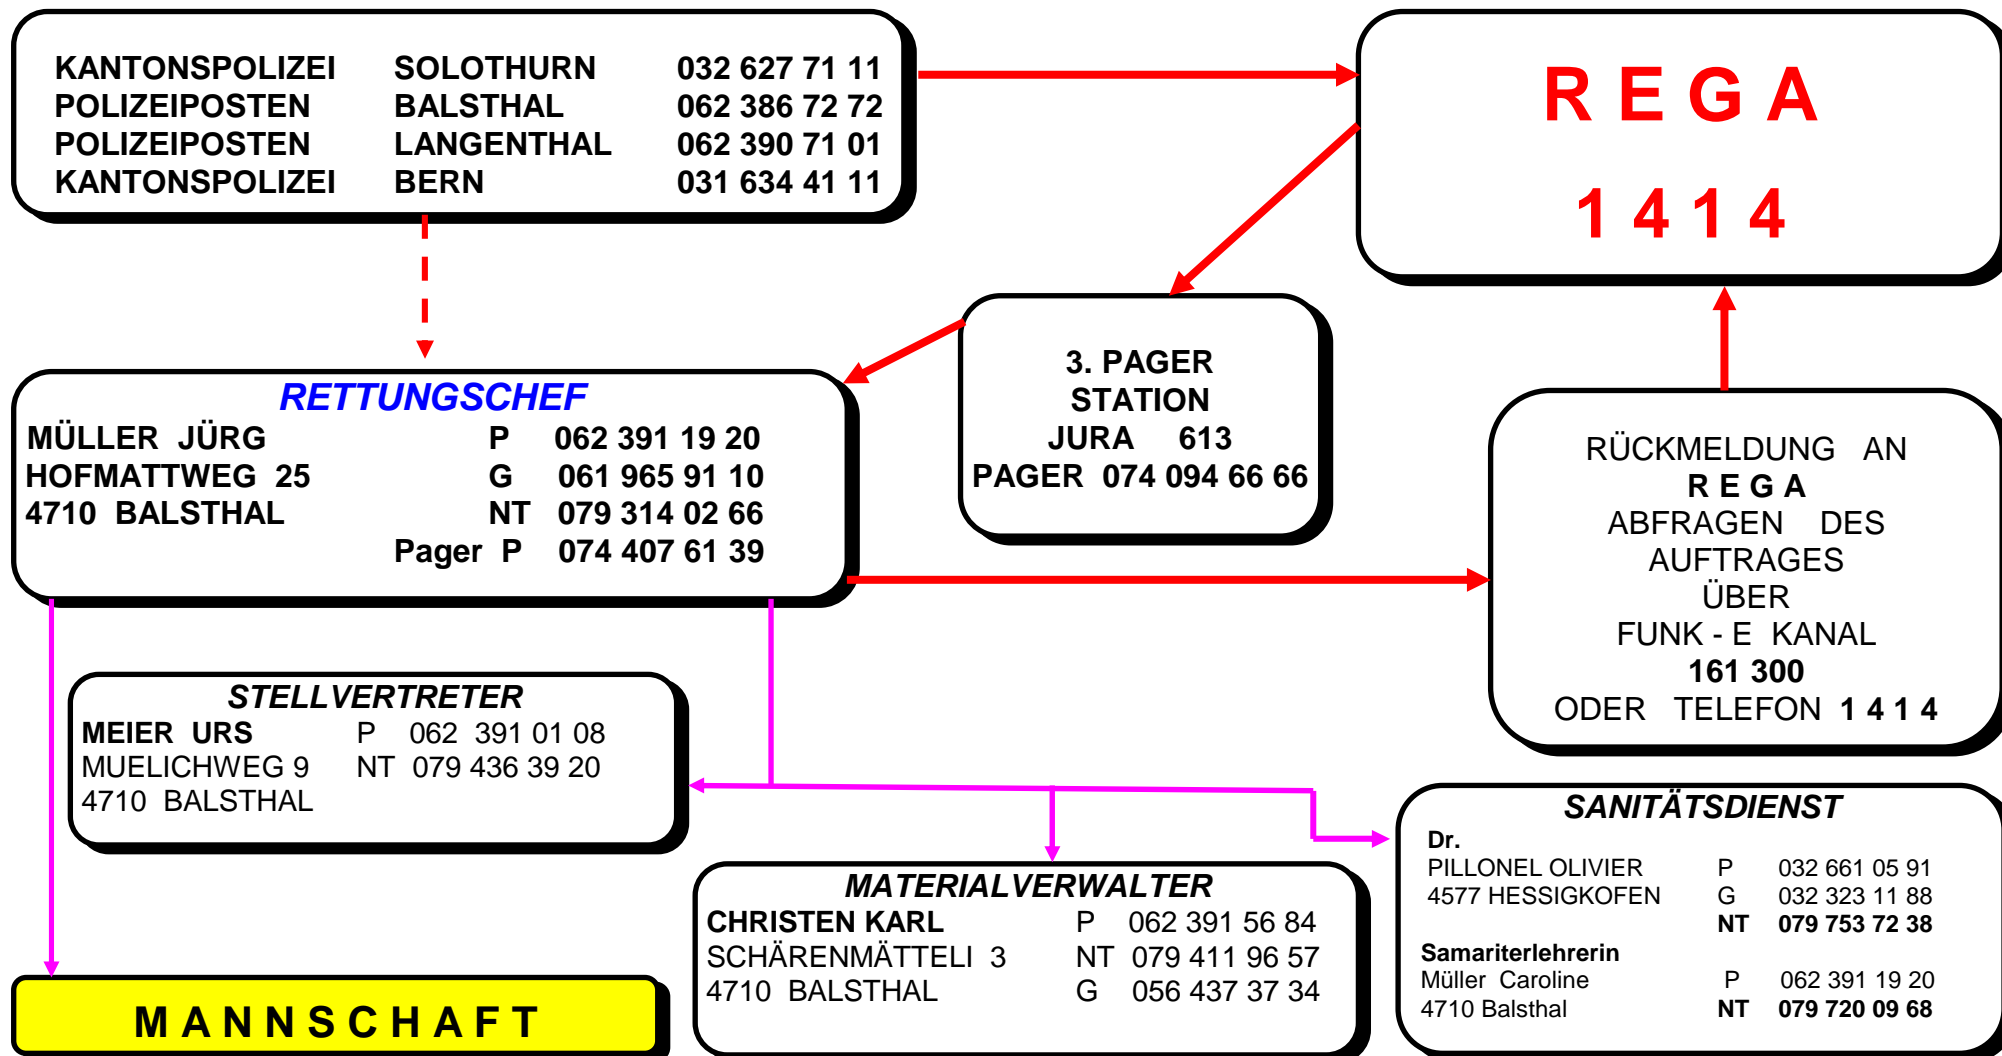 KANTONSPOLIZEI SOLOTHURN 032 627 71 11
POLIZEIPOSTEN BALSTHAL 062 386 72 72
POLIZEIPOSTEN LANGENTHAL 062 390 71 01
KANTONSPOLIZEI BERN 031 634 41 11
R E G A
1 4 1 4
3. PAGER
STATION
JURA 613
PAGER 074 094 66 66
RETTUNGSCHEF
MÜLLER JÜRG P 062 391 19 20
HOFMATTWEG 25 G 061 965 91 10
4710 BALSTHAL NT 079 314 02 66
Pager P 074 407 61 39
RÜCKMELDUNG AN
R E G A
ABFRAGEN DES
AUFTRAGES
ÜBER
FUNK - E KANAL
161 300
ODER TELEFON 1 4 1 4
STELLVERTRETER
MEIER URS P 062 391 01 08
MUELICHWEG 9 NT 079 436 39 20
4710 BALSTHAL
MATERIALVERWALTER
CHRISTEN KARL P 062 391 56 84
SCHÄRENMÄTTELI 3 NT 079 411 96 57
4710 BALSTHAL G 056 437 37 34
SANITÄTSDIENST
Dr.
PILLONEL OLIVIER P 032 661 05 91
4577 HESSIGKOFEN G 032 323 11 88
NT 079 753 72 38
Samariterlehrerin
Müller Caroline P 062 391 19 20
4710 Balsthal NT 079 720 09 68
M A N N S C H A F T